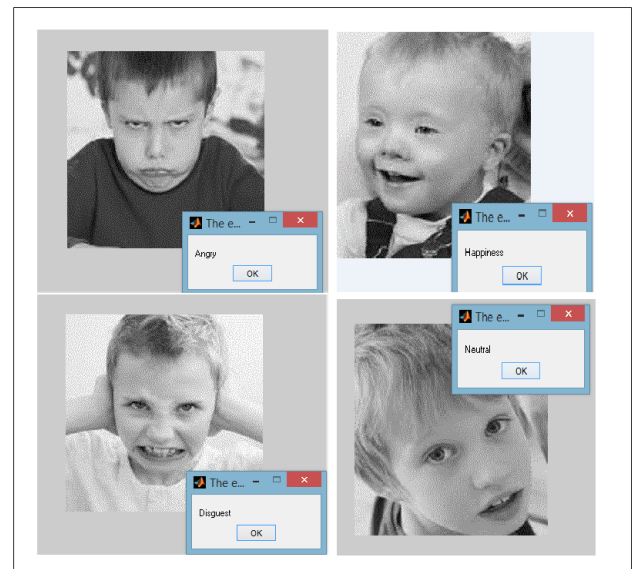 The e...
Angry
OK
The e...
Happiness
OK
The e...
Disguest
OK
The e...
Neutral
OK